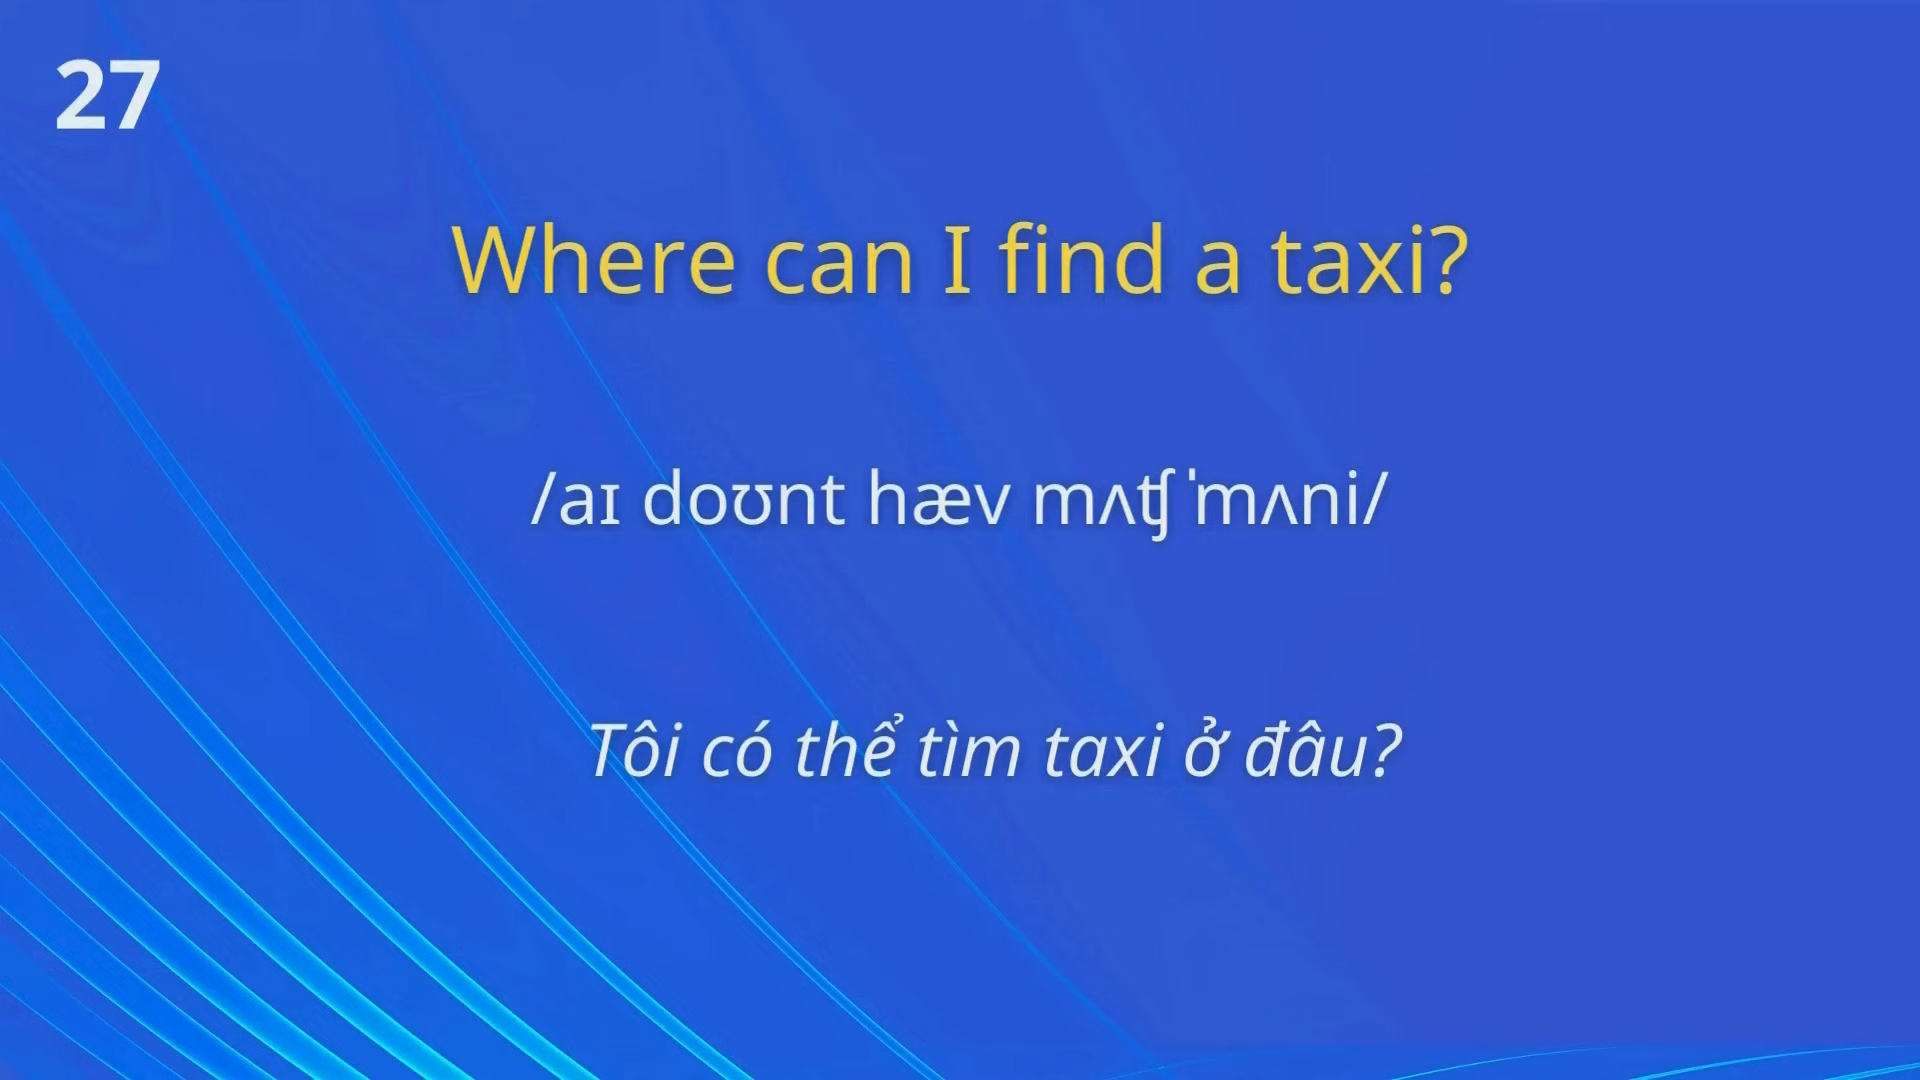 27
Where can I find a taxi?
/aɪ doʊnt hæv mʌʧ ˈmʌni/
Tôi có thể tìm taxi ở đâu?